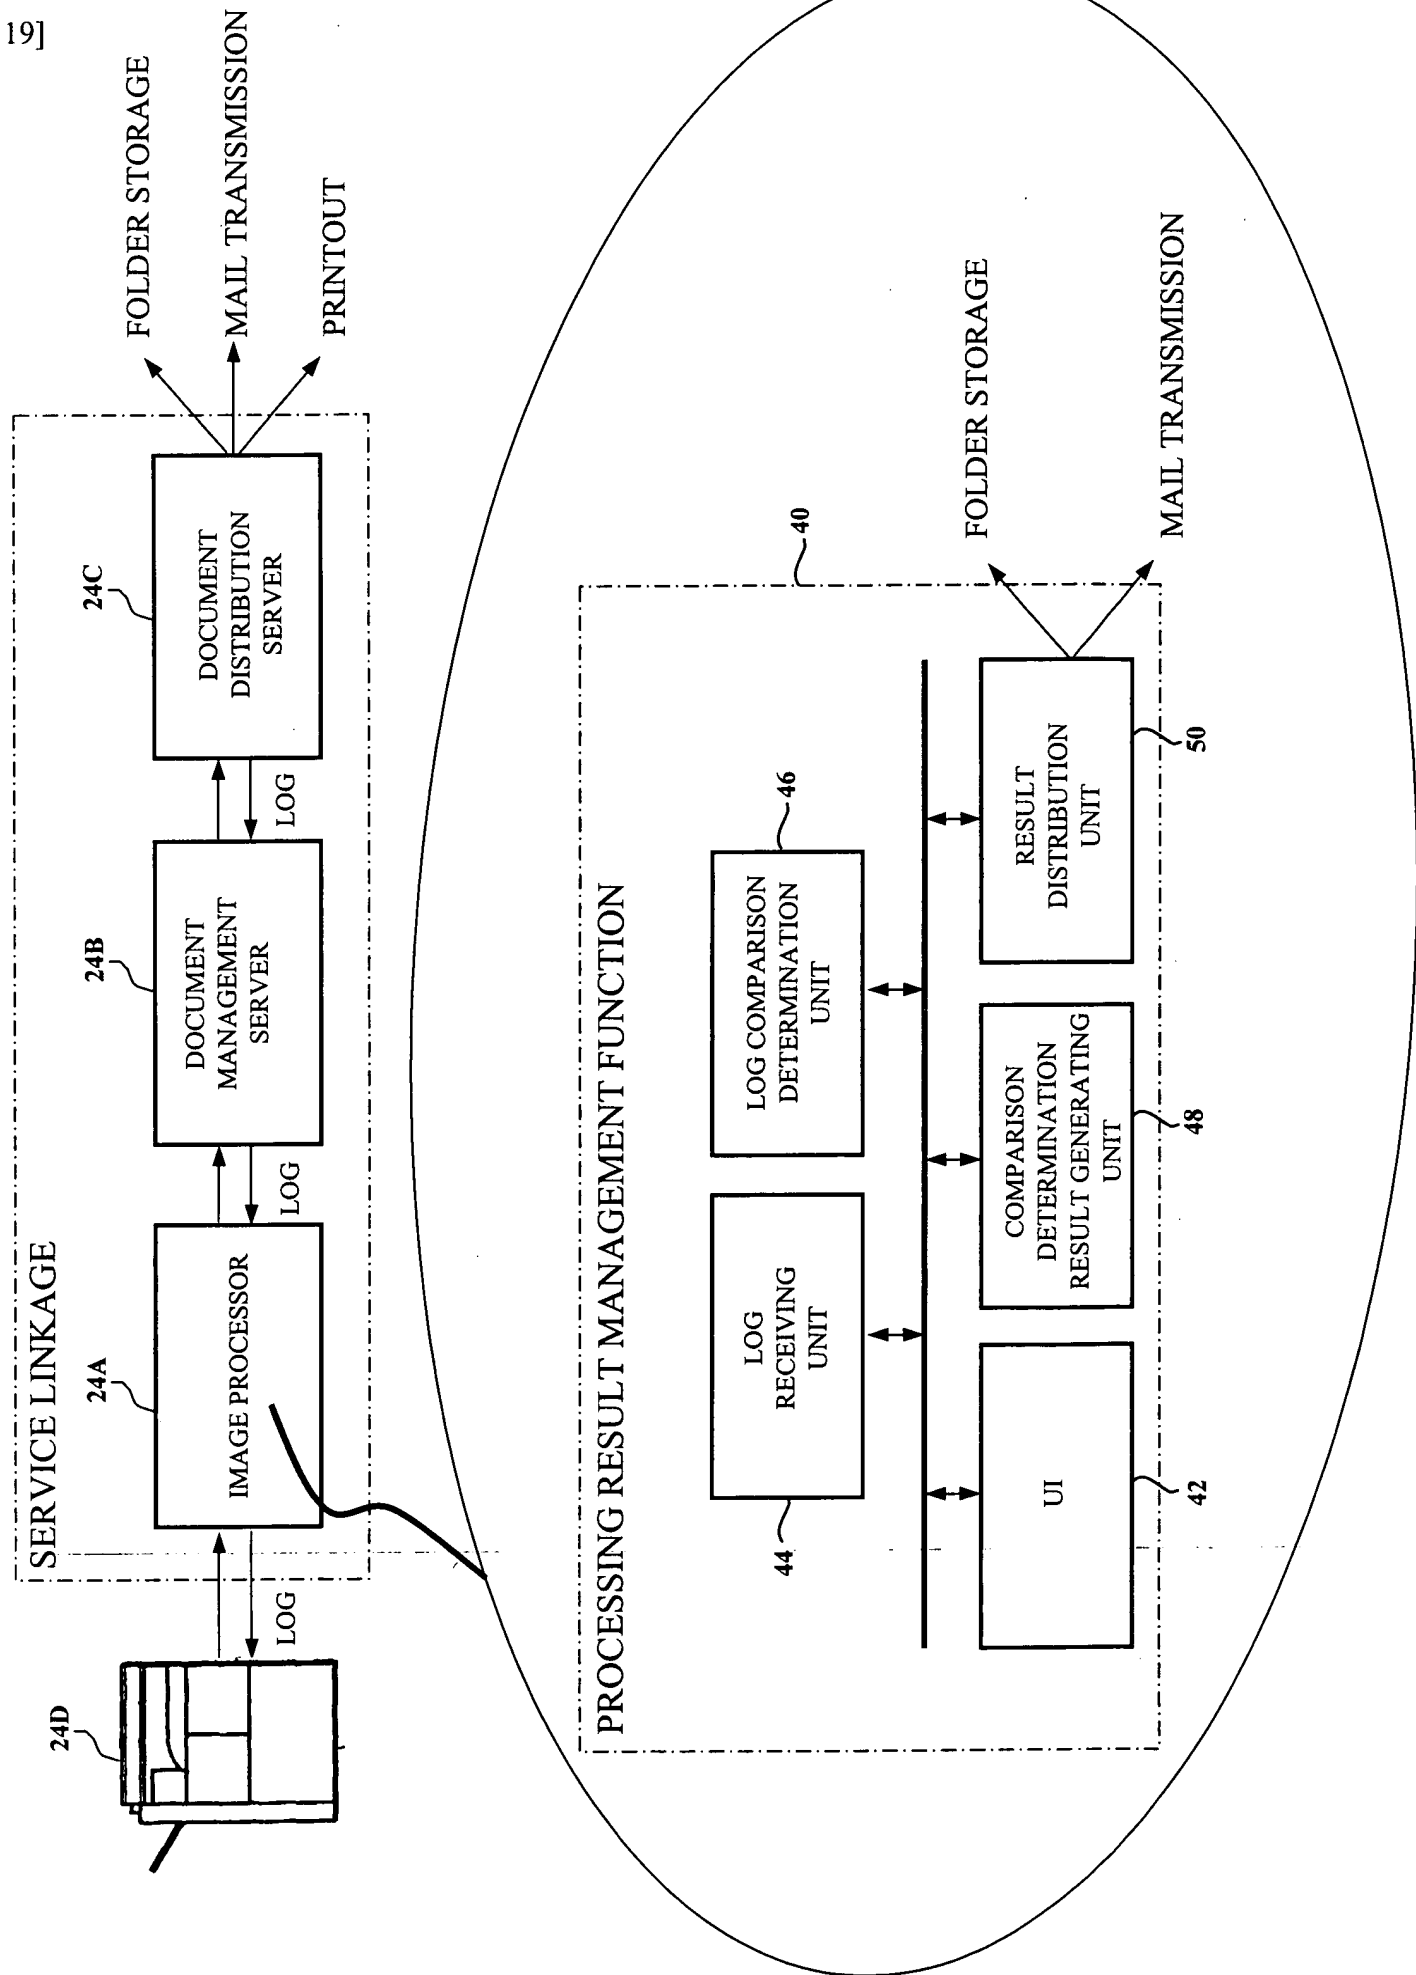 19]
SERVICE LINKAGE
24D
LOG
24A
IMAGE PROCESSOR
LOG
24B
DOCUMENT
MANAGEMENT
SERVER
LOG
24C
DOCUMENT
DISTRIBUTION
SERVER
FOLDER STORAGE
MAIL TRANSMISSION
PRINTOUT
PROCESSING RESULT MANAGEMENT FUNCTION
40
44
LOG
RECEIVING
UNIT
46
LOG COMPARISON
DETERMINATION
UNIT
UI
42
COMPARISON
DETERMINATION
RESULT GENERATING
UNIT
48
RESULT
DISTRIBUTION
UNIT
50
FOLDER STORAGE
MAIL TRANSMISSION